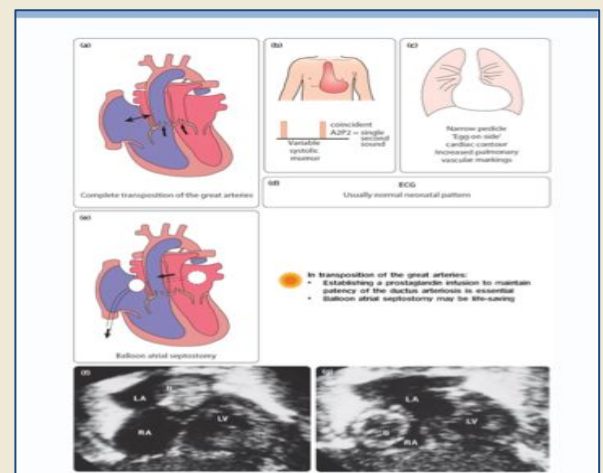 (a)
Complete transposition of the great arteries
(b)
coincident
A2P2 = single
second
sound
Variable
systolic
murmor
(c)
Narrow pedicle
'Egg on side'
cardiac contour
Increased pulmonary
vascular markings
(d)
ECG
Usually normal neonatal pattern
(e)
Balloon atrial septostomy
In transposition of the great arteries:
• Establishing a prostaglandin infusion to maintain
patency of the ductus arteriosis is essential
• Balloon atrial septostomy may be life-saving
(f)
LA
B
RA
LV
(g)
LA
LV
RA